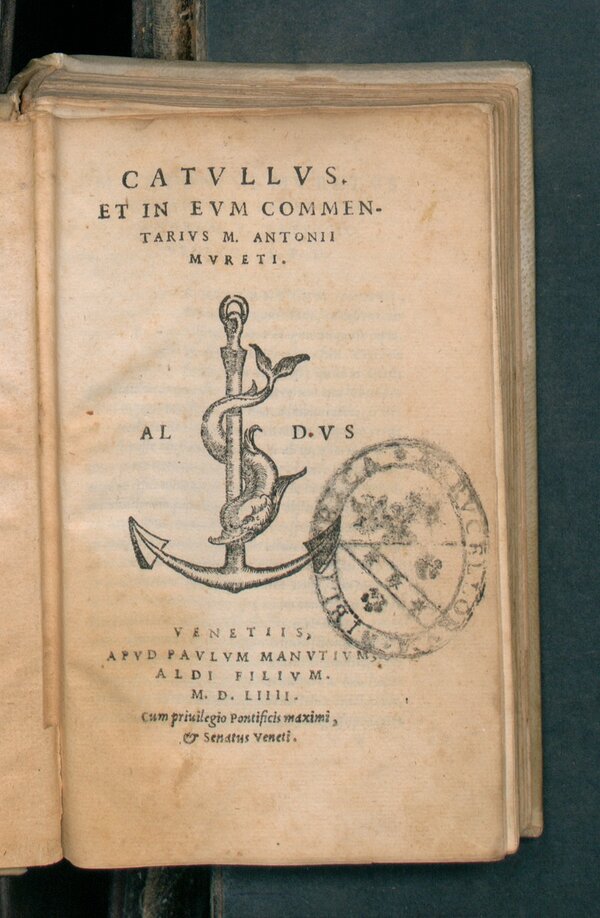 CATVLLVS.
ET IN EVM COMMEN-
TARIVS M. ANTONII
MVRETI.
AL DVS
VENETIIS,
APVD PAVLVM MANVTIVM,
ALDI FILIVM.
M. D. LIIII.
Cum priuilegio Pontificis maximi,
& Senatus Veneti.